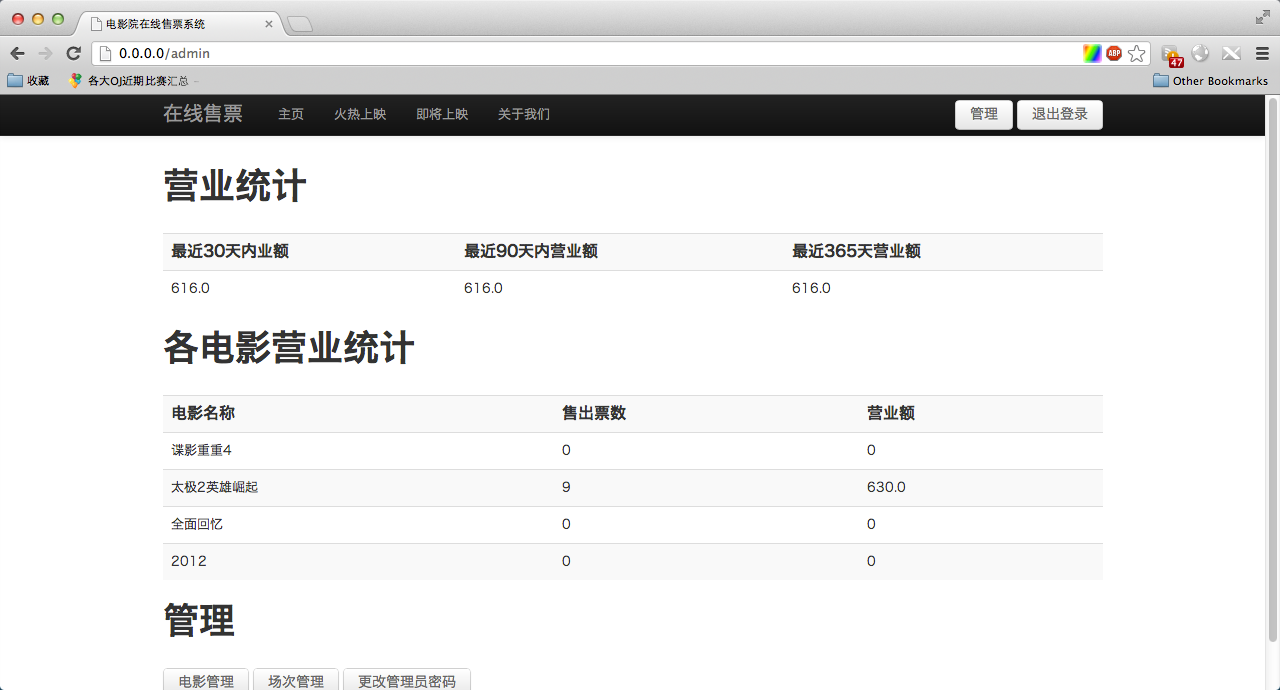 电影院在线售票系统
0.0.0.0/admin
ABP
47
收藏 各大OJ近期比赛汇总 Other Bookmarks
在线售票 主页 火热上映 即将上映 关于我们 管理 退出登录
营业统计
最近30天内业额 最近90天内营业额 最近365天营业额
616.0 616.0 616.0
各电影营业统计
电影名称 售出票数 营业额
谍影重重4 0 0
太极2英雄崛起 9 630.0
全面回忆 0 0
2012 0 0
管理
电影管理 场次管理 更改管理员密码